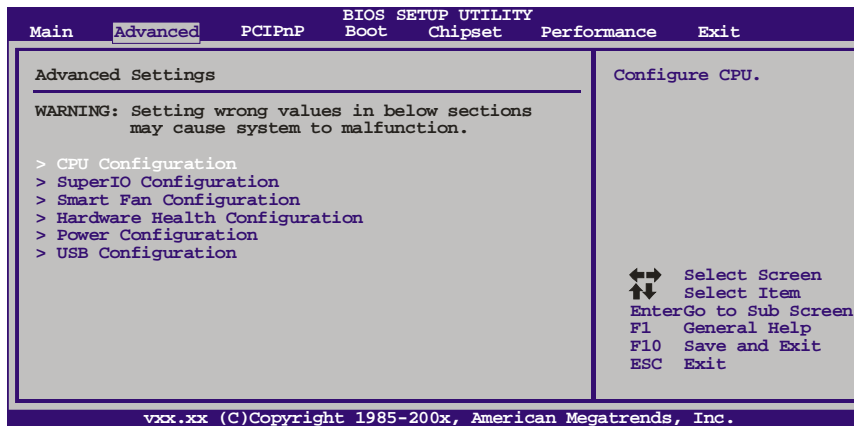 BIOS SETUP UTILITY
Main Advanced PCIPnP Boot Chipset Performance Exit
Advanced Settings
WARNING: Setting wrong values in below sections
may cause system to malfunction.
> CPU Configuration
> SuperIO Configuration
> Smart Fan Configuration
> Hardware Health Configuration
> Power Configuration
> USB Configuration
Configure CPU.
Select Screen
Select Item
EnterGo to Sub Screen
F1 General Help
F10 Save and Exit
ESC Exit
vxx.xx (C)Copyright 1985-200x, American Megatrends, Inc.